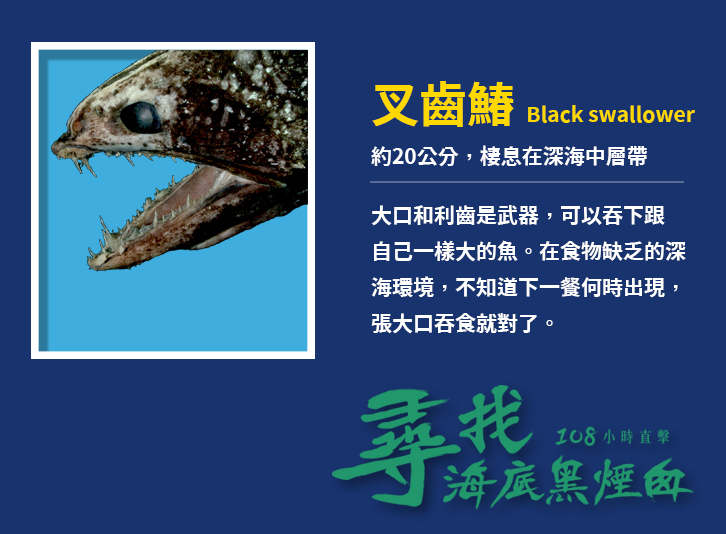 叉齒鰆 Black swallower
約20公分，棲息在深海中層帶
大口和利齒是武器，可以吞下跟
自己一樣大的魚。在食物缺乏的深
海環境，不知道下一餐何時出現，
張大口吞食就對了。
尋找
108小時直擊
海底黑煙囪